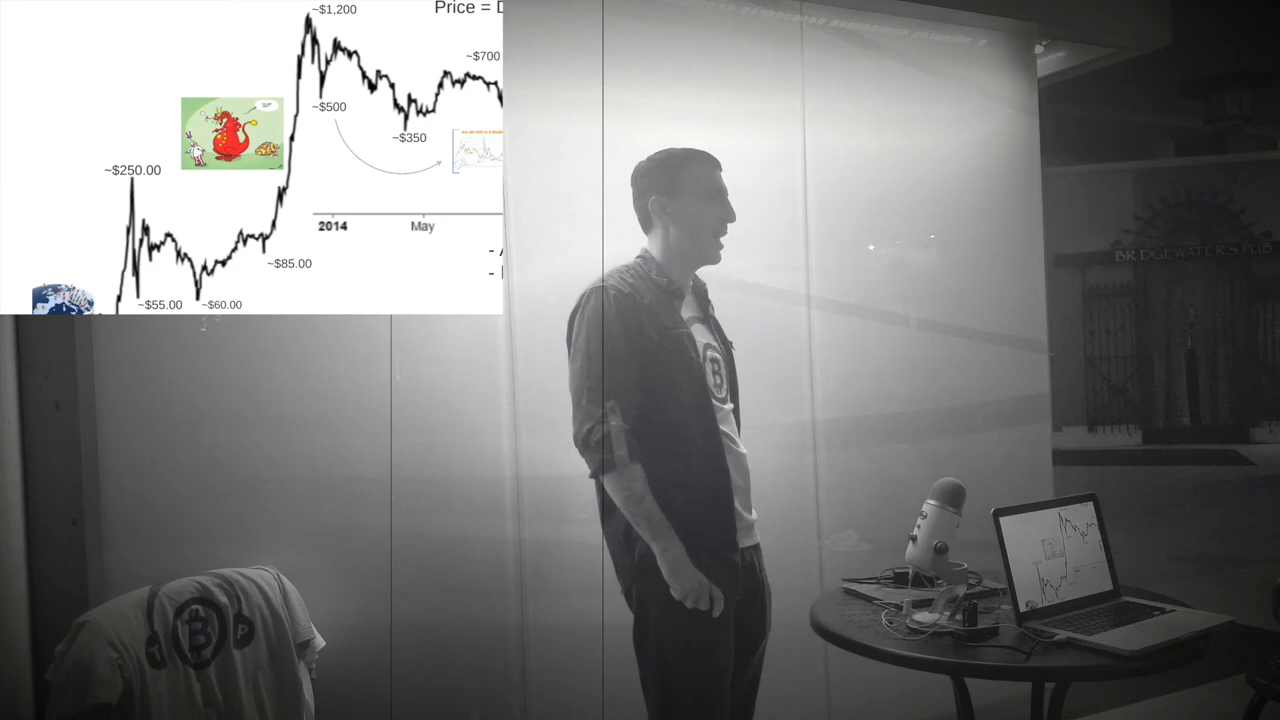 Price = D
~$1,200
~$700
~$500
~$350
~$250.00
2014
May
~$85.00
~$55.00
~$60.00
BRIDGEWATERS PUB
B
B
T
P